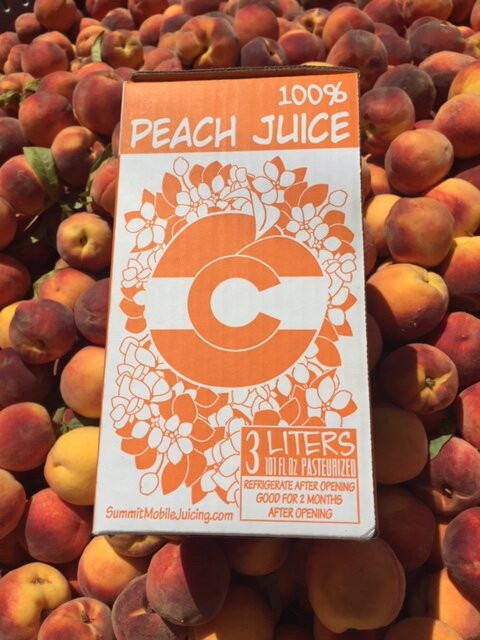 100%
PEACH JUICE
C
3 LITERS
101 FL OZ PASTEURIZED
REFRIGERATE AFTER OPENING
GOOD FOR 2 MONTHS
AFTER OPENING
SummitMobileJuicing.com